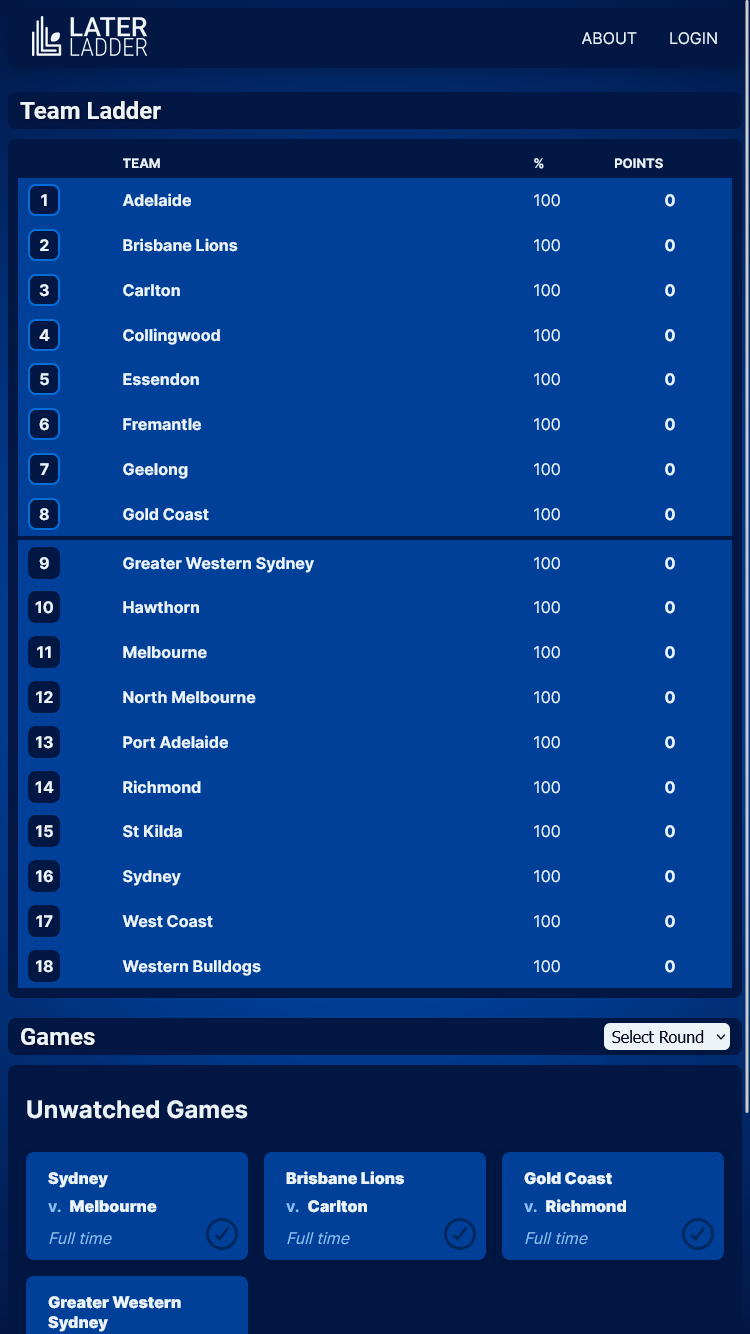 LATER
LADDER
ABOUT LOGIN
Team Ladder
TEAM % POINTS
1 Adelaide 100 0
2 Brisbane Lions 100 0
3 Carlton 100 0
4 Collingwood 100 0
5 Essendon 100 0
6 Fremantle 100 0
7 Geelong 100 0
8 Gold Coast 100 0
9 Greater Western Sydney 100 0
10 Hawthorn 100 0
11 Melbourne 100 0
12 North Melbourne 100 0
13 Port Adelaide 100 0
14 Richmond 100 0
15 St Kilda 100 0
16 Sydney 100 0
17 West Coast 100 0
18 Western Bulldogs 100 0
Games Select Round
Unwatched Games
Sydney
v. Melbourne
Full time
Brisbane Lions
v. Carlton
Full time
Gold Coast
v. Richmond
Full time
Greater Western
Sydney